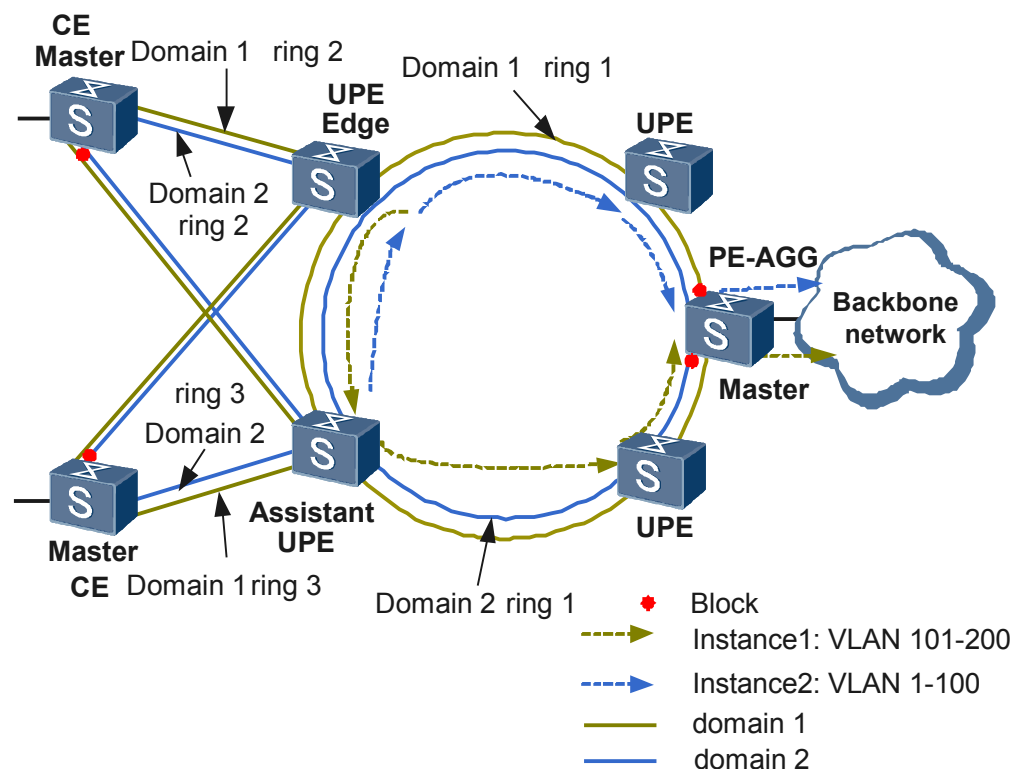 CE
Master
Domain 1 ring 2
Domain 1 ring 1
UPE
Edge
UPE
S
S
S
Domain 2
ring 2
PE-AGG
Backbone
network
S
Master
ring 3
Domain 2
S
S
S
Assistant
UPE
UPE
Master
CE
Domain 1 ring 3
Domain 2 ring 1
Block
Instance1: VLAN 101-200
Instance2: VLAN 1-100
domain 1
domain 2